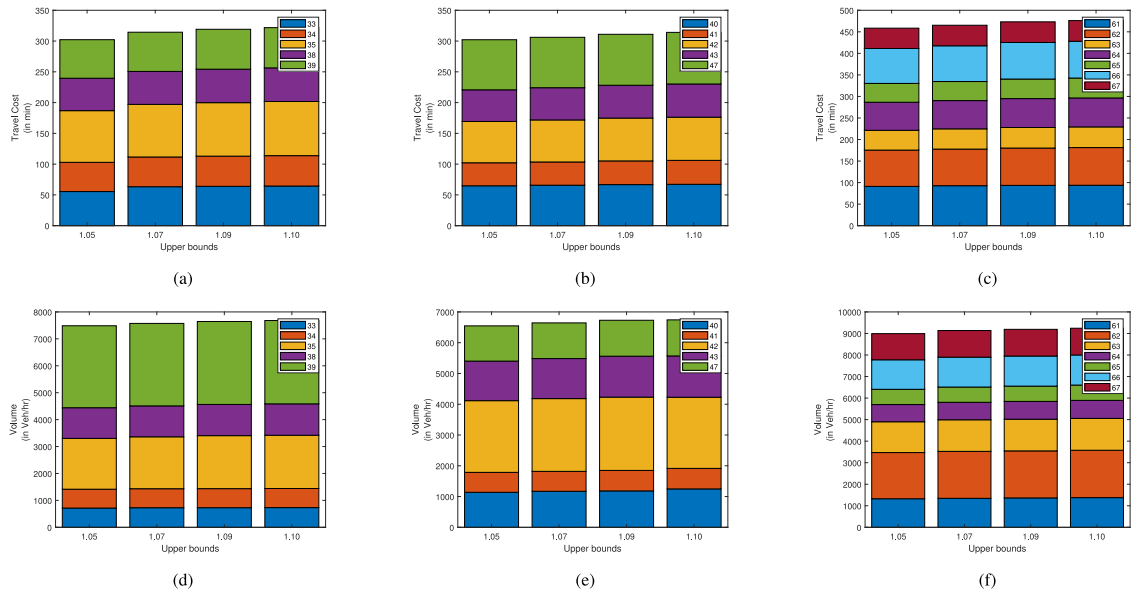 350
300
250
200
150
100
50
0
Travel Cost
(in min)
1.05 1.07 1.09 1.10
Upper bounds
33
34
35
38
39
(a)
350
300
250
200
150
100
50
0
Travel Cost
(in min)
1.05 1.07 1.09 1.10
Upper bounds
40
41
42
43
47
(b)
500
450
400
350
300
250
200
150
100
50
0
Travel Cost
(in min)
1.05 1.07 1.09 1.10
Upper bounds
61
62
63
64
65
66
67
(c)
8000
7000
6000
5000
4000
3000
2000
1000
0
Volume
(in Veh/hr)
1.05 1.07 1.09 1.10
Upper bounds
33
34
35
38
39
(d)
7000
6000
5000
4000
3000
2000
1000
0
Volume
(in Veh/hr)
1.05 1.07 1.09 1.10
Upper bounds
40
41
42
43
47
(e)
10000
9000
8000
7000
6000
5000
4000
3000
2000
1000
0
Volume
(in Veh/hr)
1.05 1.07 1.09 1.10
Upper bounds
61
62
63
64
65
66
67
(f)